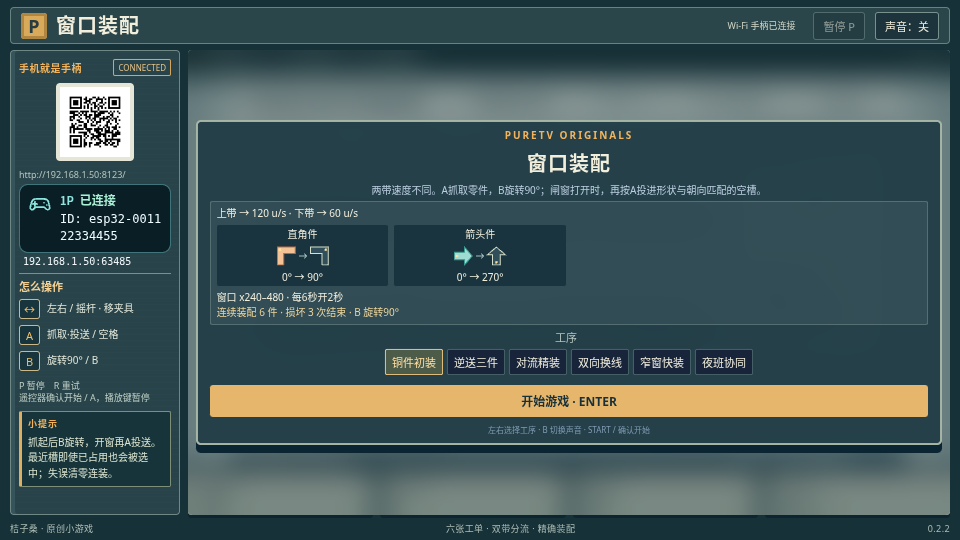 P 窗口装配
Wi-Fi 手柄已连接
暂停 P
声音: 关
手机就是手柄
CONNECTED
http://192.168.1.50:8123/
1P 已连接
ID: esp32-0011
22334455
192.168.1.50:63485
怎么操作
↔ 左右 / 摇杆 · 移夹具
A 抓取·投送 / 空格
B 旋转90° / B
P 暂停 R 重试
遥控器确认开始 / A，播放键暂停
小提示
抓起后B旋转，开窗再A投送。
最近槽即使已占用也会被选
中；失误清零连装。
PURETV ORIGINALS
窗口装配
两带速度不同。A抓取零件，B旋转90°；闸窗打开时，再按A投进形状与朝向匹配的空槽。
上带 → 120 u/s · 下带 → 60 u/s
直角件
→
0° → 90°
箭头件
→
0° → 270°
窗口 x240–480 · 每6秒开2秒
连续装配 6 件 · 损坏 3 次结束 · B 旋转90°
工序
铜件初装
逆送三件
对流精装
双向换线
窄窗快装
夜班协同
开始游戏 · ENTER
左右选择工序 · B 切换声音 · START / 确认开始
桔子桑 · 原创小游戏
六张工单 · 双带分流 · 精确装配
0.2.2